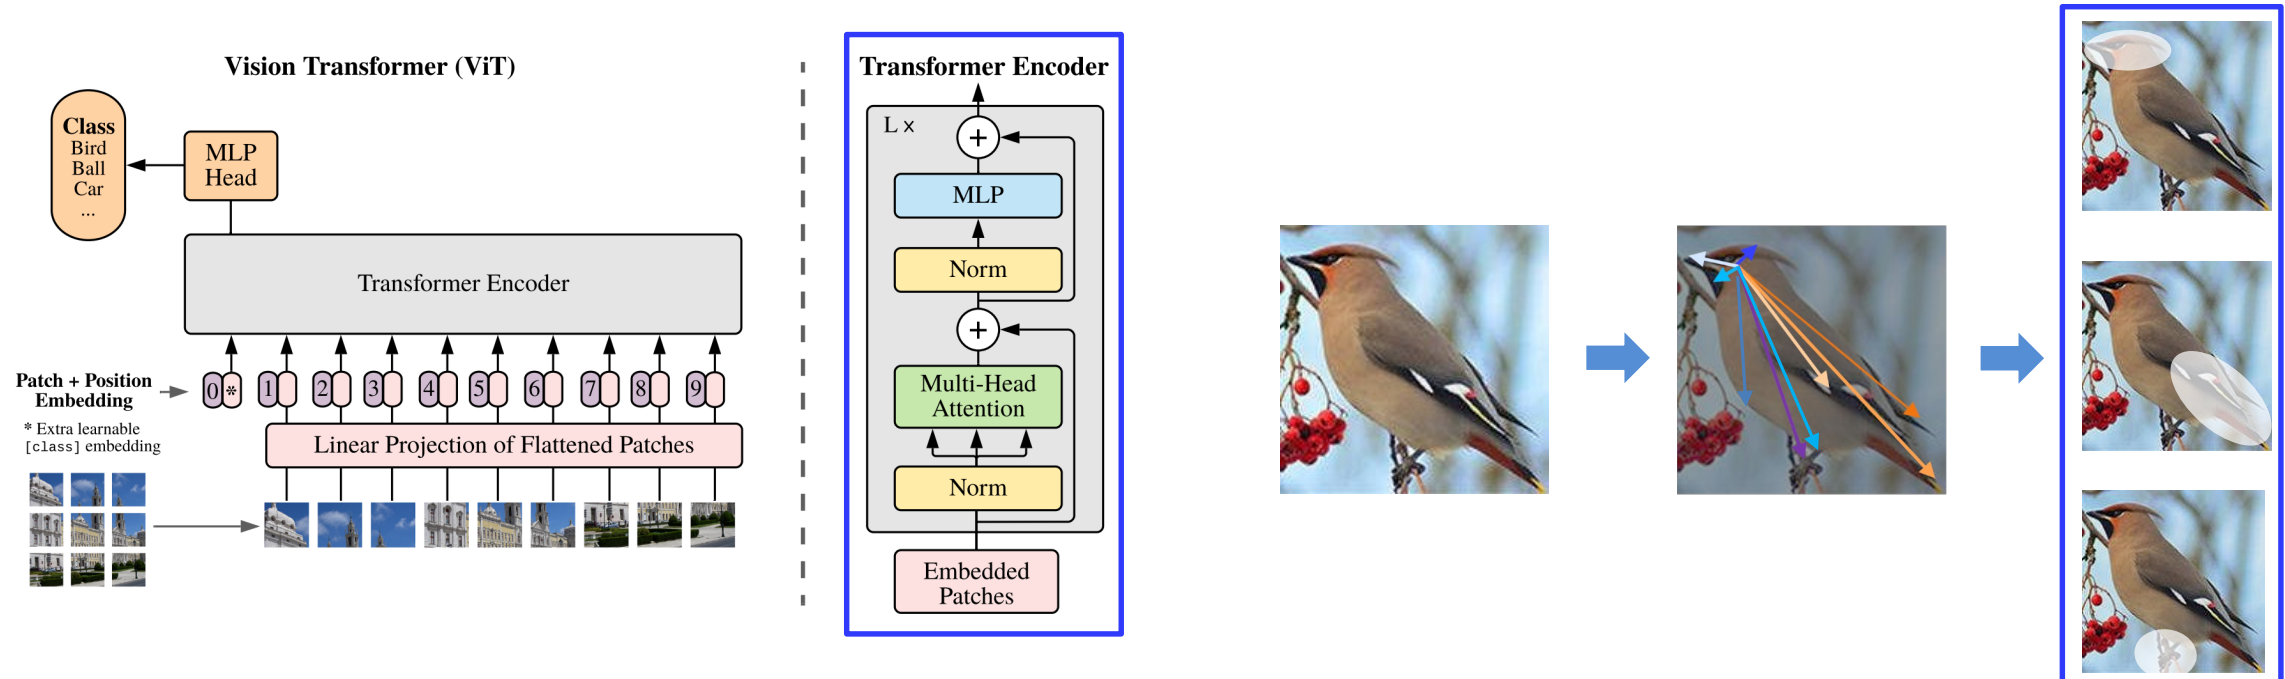 Vision Transformer (ViT)
Class
Bird
Ball
Car
...
MLP
Head
Transformer Encoder
Patch + Position
Embedding
0 * 1 2 3 4 5 6 7 8 9
* Extra learnable
[class] embedding
Linear Projection of Flattened Patches
Transformer Encoder
L x
+
MLP
Norm
+
Multi-Head
Attention
Norm
Embedded
Patches